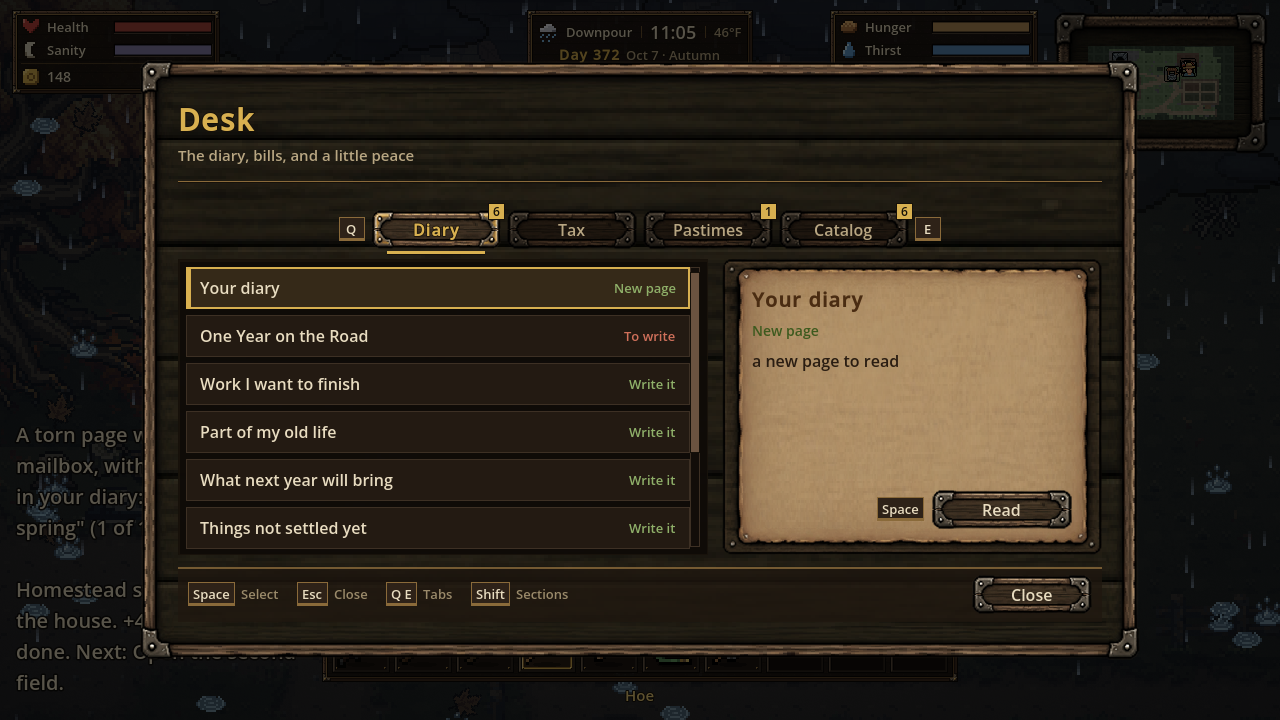 Health
Sanity
148
Downpour
11:05
46°F
Day 372 Oct 7 · Autumn
Hunger
Thirst
Desk
The diary, bills, and a little peace
Q
Diary
6
Tax
Pastimes
1
Catalog
6
E
Your diary
New page
One Year on the Road
To write
Work I want to finish
Write it
Part of my old life
Write it
What next year will bring
Write it
Things not settled yet
Write it
Your diary
New page
a new page to read
Space
Read
Space Select
Esc Close
Q E Tabs
Shift Sections
Close
A torn page
mailbox, with
in your diary:
spring" (1 of
Homestead
the house.
done. Next: the second
field.
Hoe